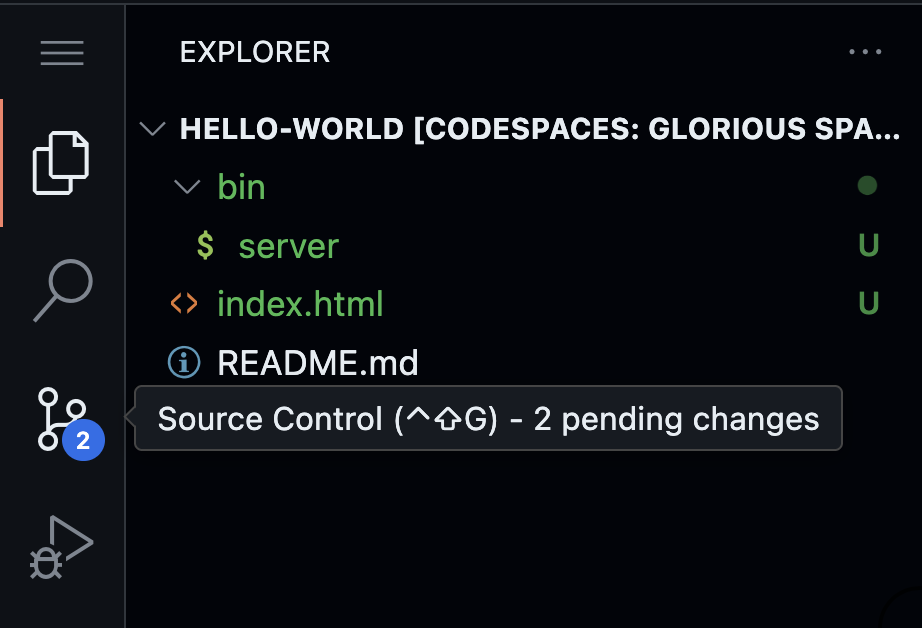 EXPLORER ...
HELLO-WORLD [CODESPACES: GLORIOUS SPA...
bin
$ server U
<> index.html U
README.md
Source Control (⌃⇧G) - 2 pending changes
2